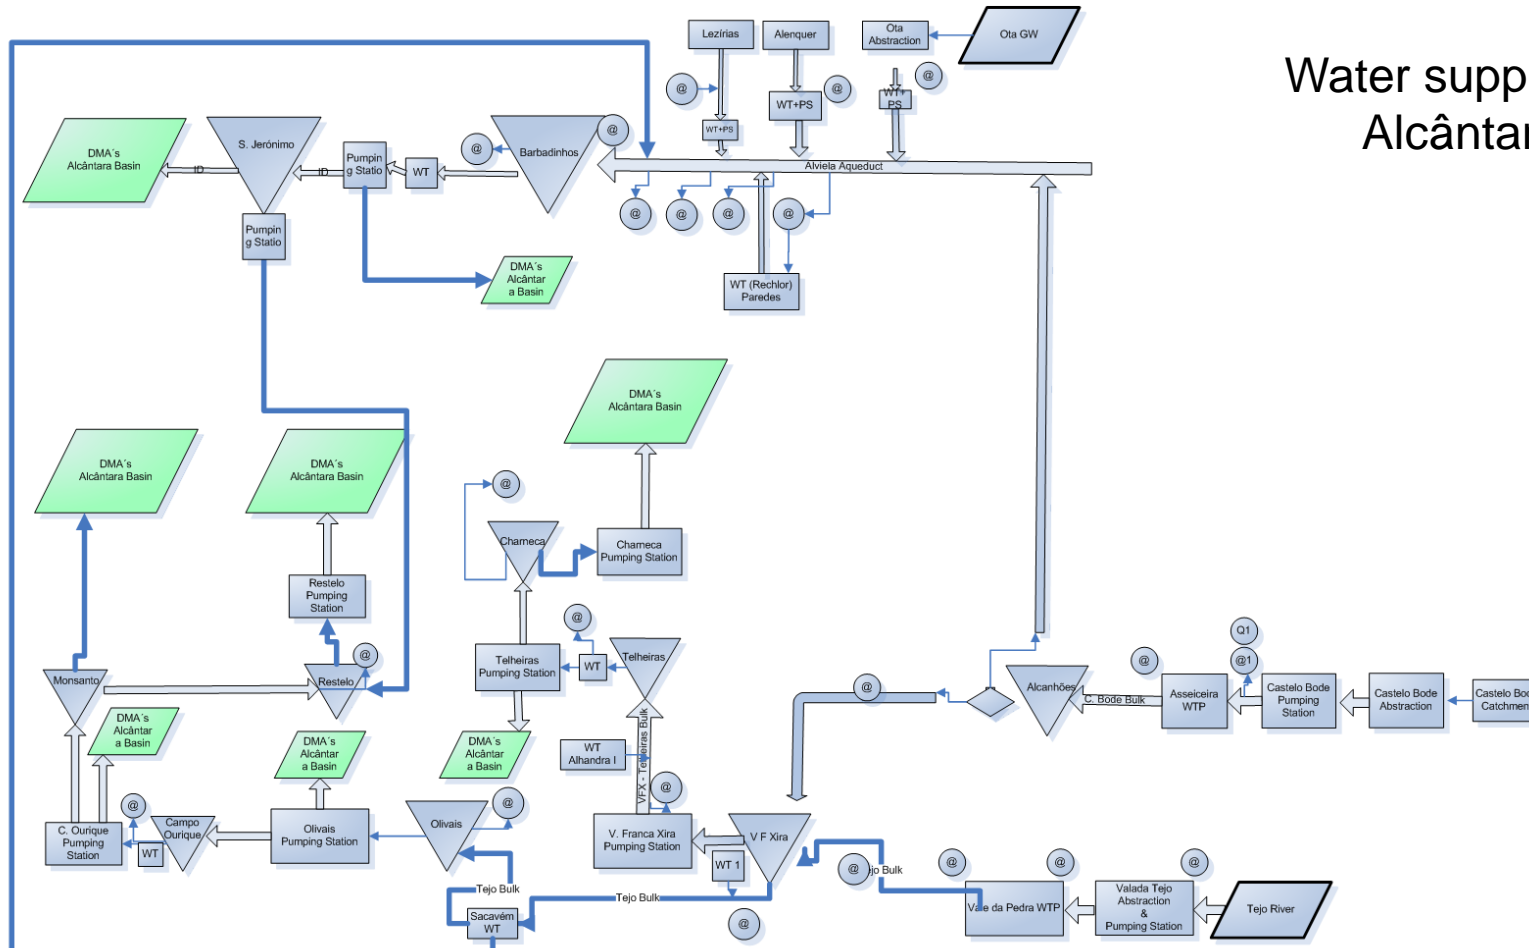 Water supp
Alcântar
Lezírias
Alenquer
Ota
Abstraction
Ota GW
@
@
@
WT+PS
WT+
PS
WT+PS
DMA´s
Alcântara Basin
S. Jerónimo
ID
ID
Pumpin
g Statio
WT
@
Barbadinhos
@
Alviela Aqueduct
@
@
@
@
Pumpin
g Statio
DMA´s
Alcântar
a Basin
WT (Rechlor)
Paredes
DMA´s
Alcântara Basin
DMA´s
Alcântara Basin
DMA´s
Alcântara Basin
@
Charneca
Charneca
Pumping Station
Restelo
Pumping
Station
@
Telheiras
Pumping Station
WT
Telheiras
Monsanto
Restelo
@
@
Alcanhões
C. Bode Bulk
@
Q1
@1
Asseiceira
WTP
Castelo Bode
Pumping
Station
Castelo Bode
Abstraction
Castelo Bod
Catchmen
DMA´s
Alcântar
a Basin
DMA´s
Alcântar
a Basin
DMA´s
Alcântar
a Basin
WT
Alhandra I
VFX - Telheiras Bulk
@
C. Ourique
Pumping
Station
@
WT
Campo
Ourique
Olivais
Pumping Station
Olivais
@
V. Franca Xira
Pumping Station
V F Xira
WT 1
Tejo Bulk
Tejo Bulk
Sacavém
WT
@
@
ejo Bulk
@
@
@
Vale da Pedra WTP
Valada Tejo
Abstraction
&
Pumping Station
Tejo River